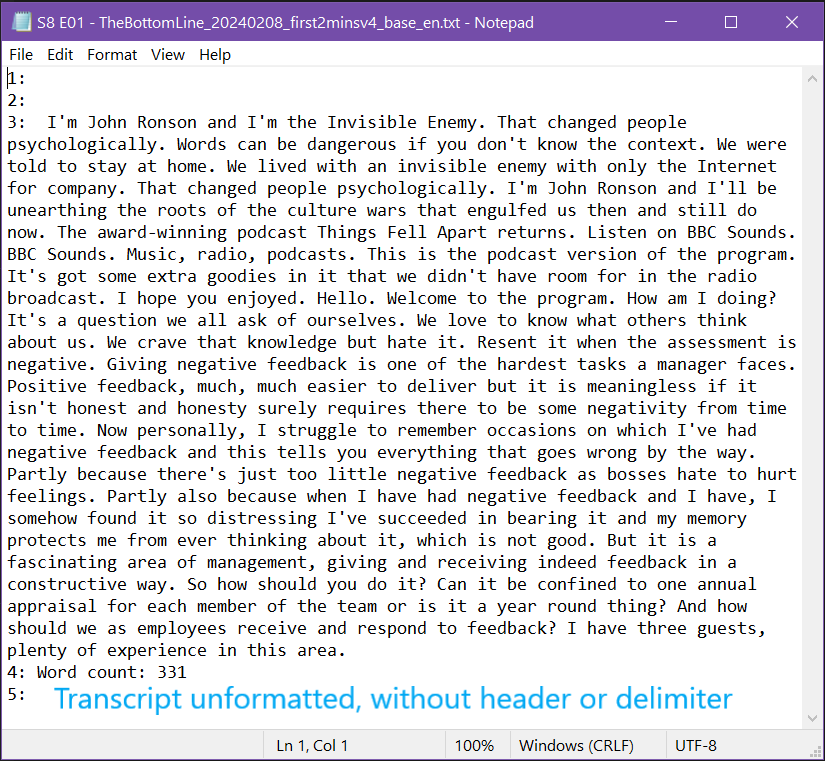 S8 E01 - TheBottomLine_20240208_first2minsv4_base_en.txt - Notepad
File Edit Format View Help
1:
2:
3:  I'm John Ronson and I'm the Invisible Enemy. That changed people
psychologically. Words can be dangerous if you don't know the context. We were
told to stay at home. We lived with an invisible enemy with only the Internet
for company. That changed people psychologically. I'm John Ronson and I'll be
unearthing the roots of the culture wars that engulfed us then and still do
now. The award-winning podcast Things Fell Apart returns. Listen on BBC Sounds.
BBC Sounds. Music, radio, podcasts. This is the podcast version of the program.
It's got some extra goodies in it that we didn't have room for in the radio
broadcast. I hope you enjoyed. Hello. Welcome to the program. How am I doing?
It's a question we all ask of ourselves. We love to know what others think
about us. We crave that knowledge but hate it. Resent it when the assessment is
negative. Giving negative feedback is one of the hardest tasks a manager faces.
Positive feedback, much, much easier to deliver but it is meaningless if it
isn't honest and honesty surely requires there to be some negativity from time
to time. Now personally, I struggle to remember occasions on which I've had
negative feedback and this tells you everything that goes wrong by the way.
Partly because there's just too little negative feedback as bosses hate to hurt
feelings. Partly also because when I have had negative feedback and I have, I
somehow found it so distressing I've succeeded in bearing it and my memory
protects me from ever thinking about it, which is not good. But it is a
fascinating area of management, giving and receiving indeed feedback in a
constructive way. So how should you do it? Can it be confined to one annual
appraisal for each member of the team or is it a year round thing? And how
should we as employees receive and respond to feedback? I have three guests,
plenty of experience in this area.
4: Word count: 331
5:
Transcript unformatted, without header or delimiter
Ln 1, Col 1 100% Windows (CRLF) UTF-8